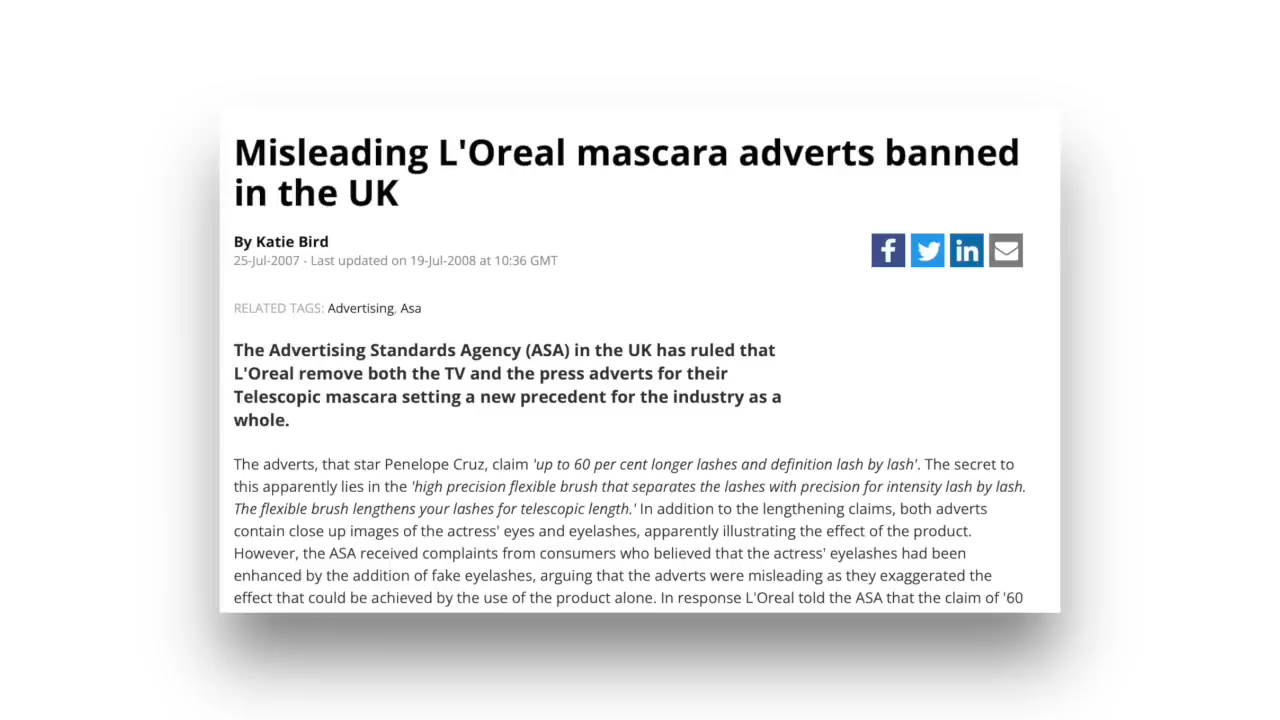 Misleading L'Oreal mascara adverts banned
in the UK
By Katie Bird
25-Jul-2007 - Last updated on 19-Jul-2008 at 10:36 GMT
RELATED TAGS: Advertising, Asa
The Advertising Standards Agency (ASA) in the UK has ruled that
L'Oreal remove both the TV and the press adverts for their
Telescopic mascara setting a new precedent for the industry as a
whole.
The adverts, that star Penelope Cruz, claim 'up to 60 per cent longer lashes and definition lash by lash'. The secret to
this apparently lies in the 'high precision flexible brush that separates the lashes with precision for intensity lash by lash.
The flexible brush lengthens your lashes for telescopic length.' In addition to the lengthening claims, both adverts
contain close up images of the actress' eyes and eyelashes, apparently illustrating the effect of the product.
However, the ASA received complaints from consumers who believed that the actress' eyelashes had been
enhanced by the addition of fake eyelashes, arguing that the adverts were misleading as they exaggerated the
effect that could be achieved by the use of the product alone. In response L'Oreal told the ASA that the claim of '60